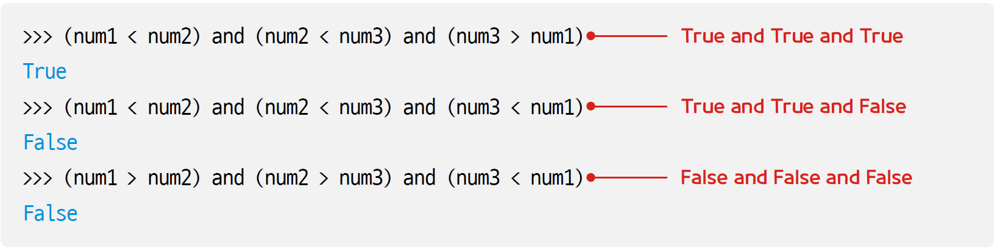 >>> (num1 < num2) and (num2 < num3) and (num3 > num1) True and True and True
True
>>> (num1 < num2) and (num2 < num3) and (num3 < num1) True and True and False
False
>>> (num1 > num2) and (num2 > num3) and (num3 < num1) False and False and False
False